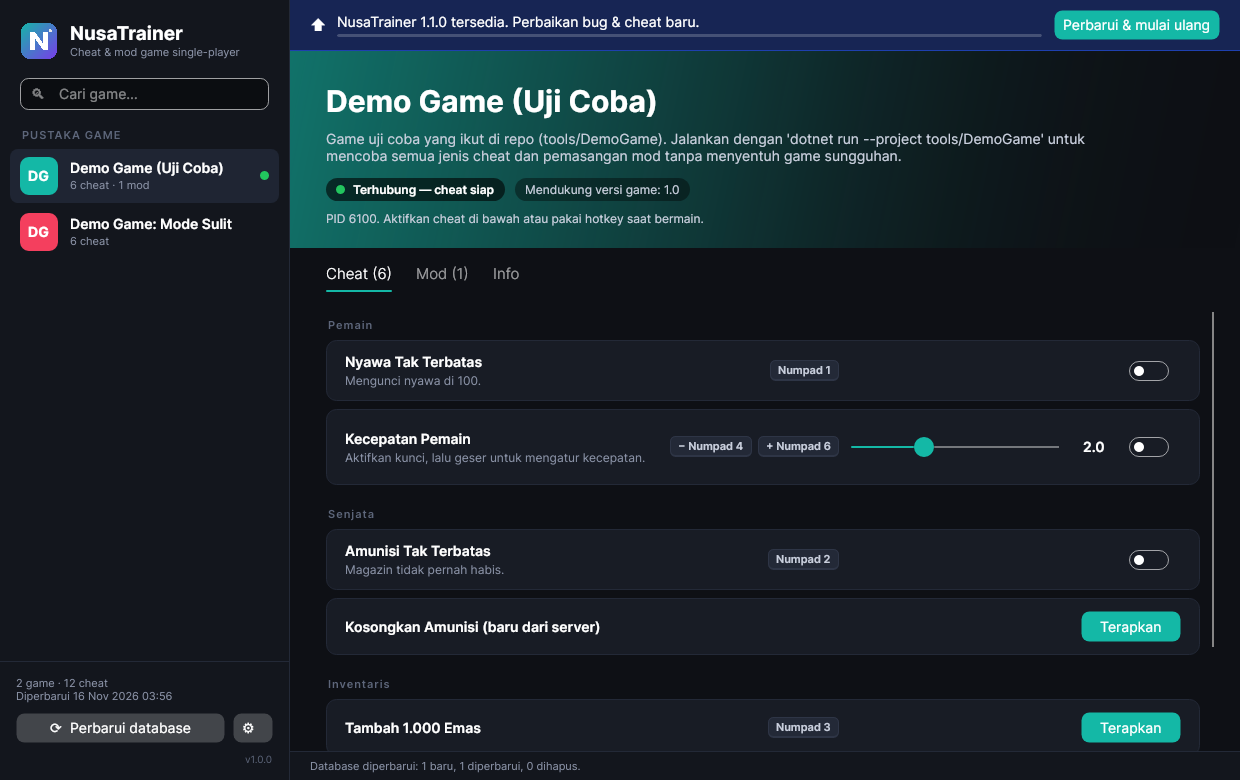 NusaTrainer
Cheat & mod game single-player
Cari game...
PUSTAKA GAME
DG
Demo Game (Uji Coba)
6 cheat · 1 mod
DG
Demo Game: Mode Sulit
6 cheat
2 game · 12 cheat
Diperbarui 16 Nov 2026 03:56
Perbarui database
v1.0.0
NusaTrainer 1.1.0 tersedia. Perbaikan bug & cheat baru.
Perbarui & mulai ulang
Demo Game (Uji Coba)
Game uji coba yang ikut di repo (tools/DemoGame). Jalankan dengan 'dotnet run --project tools/DemoGame' untuk
mencoba semua jenis cheat dan pemasangan mod tanpa menyentuh game sungguhan.
Terhubung — cheat siap
Mendukung versi game: 1.0
PID 6100. Aktifkan cheat di bawah atau pakai hotkey saat bermain.
Cheat (6)
Mod (1)
Info
Pemain
Nyawa Tak Terbatas
Mengunci nyawa di 100.
Numpad 1
Kecepatan Pemain
Aktifkan kunci, lalu geser untuk mengatur kecepatan.
− Numpad 4
+ Numpad 6
2.0
Senjata
Amunisi Tak Terbatas
Magazin tidak pernah habis.
Numpad 2
Kosongkan Amunisi (baru dari server)
Terapkan
Inventaris
Tambah 1.000 Emas
Numpad 3
Terapkan
Database diperbarui: 1 baru, 1 diperbarui, 0 dihapus.